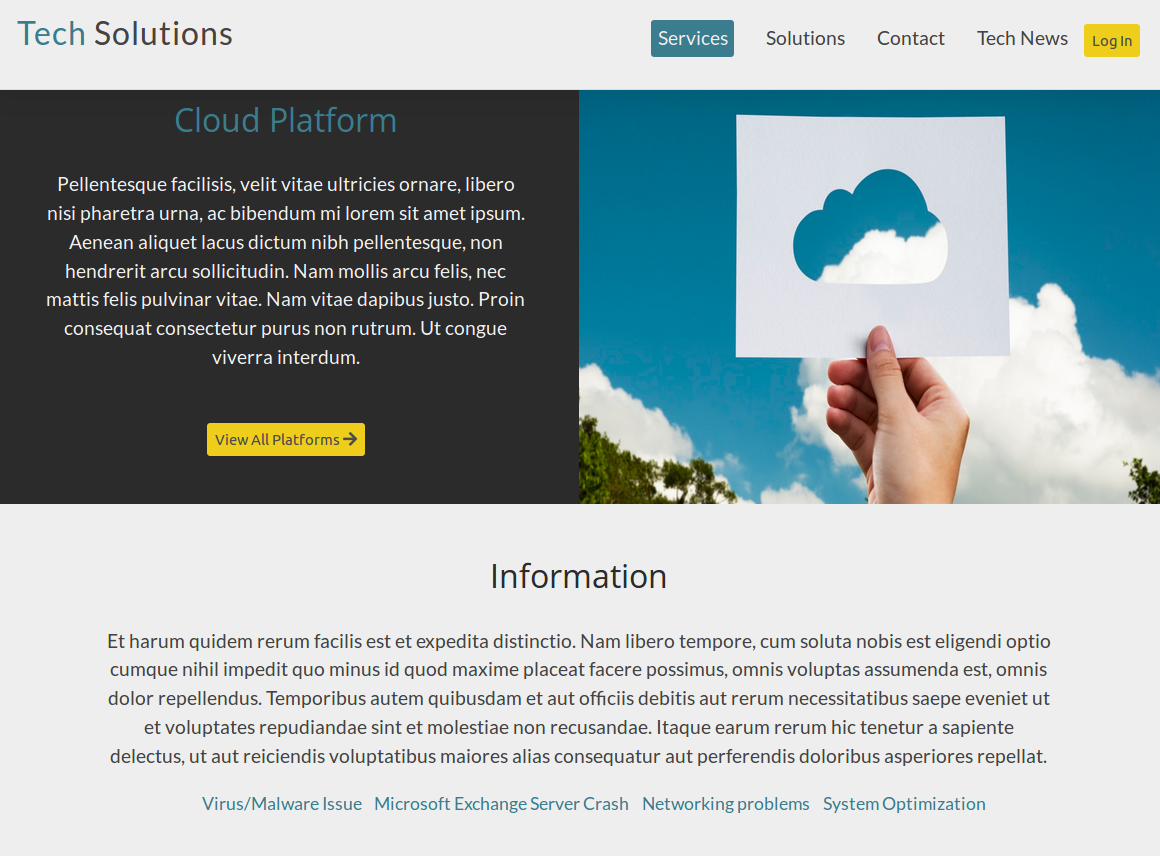 Tech Solutions
Services Solutions Contact Tech News Log In
Cloud Platform
Pellentesque facilisis, velit vitae ultricies ornare, libero
nisi pharetra urna, ac bibendum mi lorem sit amet ipsum.
Aenean aliquet lacus dictum nibh pellentesque, non
hendrerit arcu sollicitudin. Nam mollis arcu felis, nec
mattis felis pulvinar vitae. Nam vitae dapibus justo. Proin
consequat consectetur purus non rutrum. Ut congue
viverra interdum.
View All Platforms
Information
Et harum quidem rerum facilis est et expedita distinctio. Nam libero tempore, cum soluta nobis est eligendi optio
cumque nihil impedit quo minus id quod maxime placeat facere possimus, omnis voluptas assumenda est, omnis
dolor repellendus. Temporibus autem quibusdam et aut officiis debitis aut rerum necessitatibus saepe eveniet ut
et voluptates repudiandae sint et molestiae non recusandae. Itaque earum rerum hic tenetur a sapiente
delectus, ut aut reiciendis voluptatibus maiores alias consequatur aut perferendis doloribus asperiores repellat.
Virus/Malware Issue Microsoft Exchange Server Crash Networking problems System Optimization